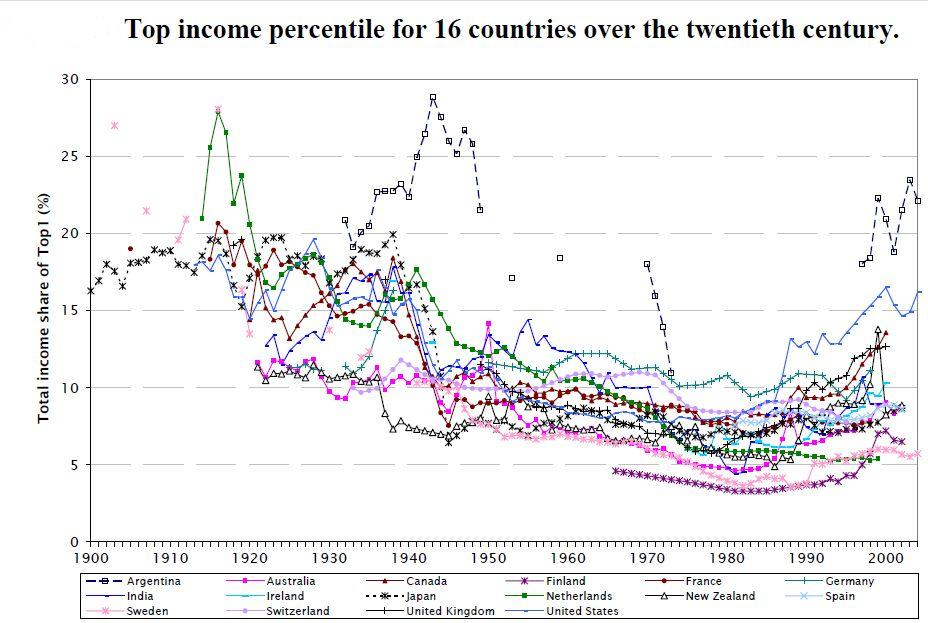 Top income percentile for 16 countries over the twentieth century.
Total income share of Top1 (%)
30
25
20
15
10
5
0
1900 1910 1920 1930 1940 1950 1960 1970 1980 1990 2000
Argentina Australia Canada Finland France Germany
India Ireland Japan Netherlands New Zealand Spain
Sweden Switzerland United Kingdom United States